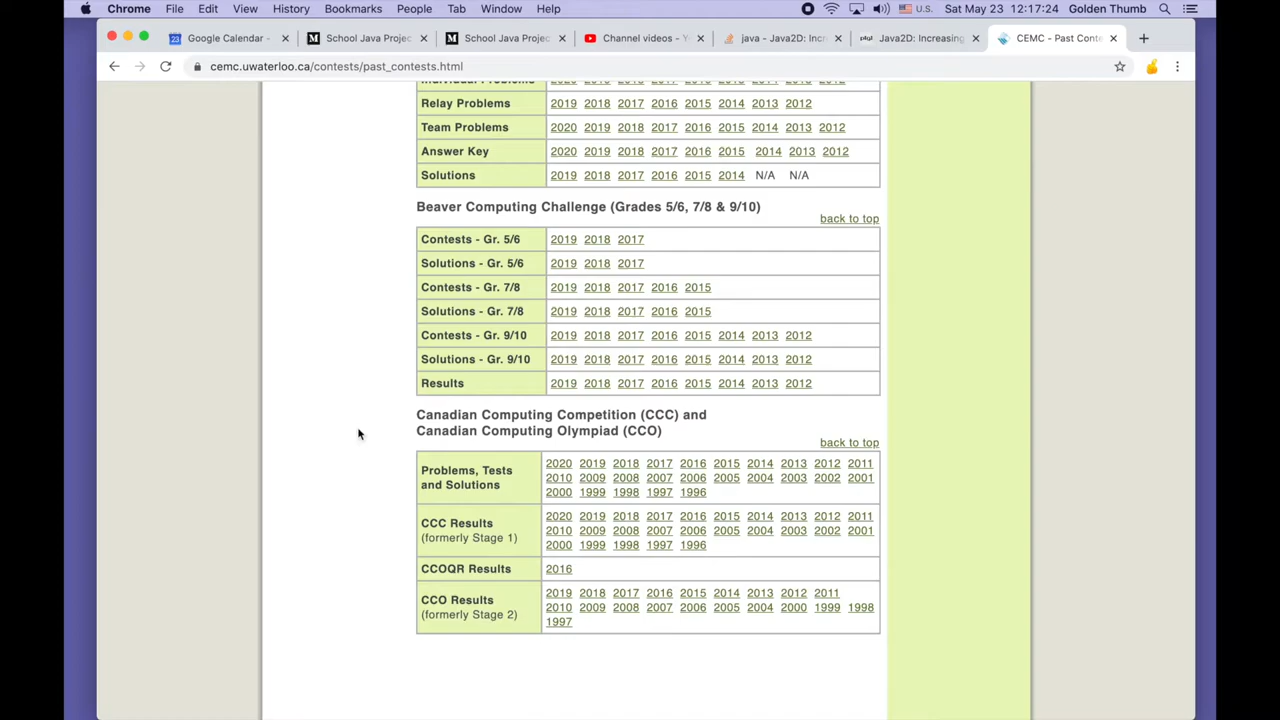 Chrome File Edit View History Bookmarks People Tab Window Help U.S. Sat May 23 12:17:24 Golden Thumb
23 Google Calendar - School Java Projec School Java Projec Channel videos - Y java - Java2D: Incre Java2D: Increasing CEMC - Past Conte
cemc.uwaterloo.ca/contests/past_contests.html
Individual Problems 2020 2019 2018 2017 2016 2015 2014 2013 2012
Relay Problems 2019 2018 2017 2016 2015 2014 2013 2012
Team Problems 2020 2019 2018 2017 2016 2015 2014 2013 2012
Answer Key 2020 2019 2018 2017 2016 2015 2014 2013 2012
Solutions 2019 2018 2017 2016 2015 2014 N/A N/A
Beaver Computing Challenge (Grades 5/6, 7/8 & 9/10)
back to top
Contests - Gr. 5/6 2019 2018 2017
Solutions - Gr. 5/6 2019 2018 2017
Contests - Gr. 7/8 2019 2018 2017 2016 2015
Solutions - Gr. 7/8 2019 2018 2017 2016 2015
Contests - Gr. 9/10 2019 2018 2017 2016 2015 2014 2013 2012
Solutions - Gr. 9/10 2019 2018 2017 2016 2015 2014 2013 2012
Results 2019 2018 2017 2016 2015 2014 2013 2012
Canadian Computing Competition (CCC) and
Canadian Computing Olympiad (CCO)
back to top
Problems, Tests
and Solutions
2020 2019 2018 2017 2016 2015 2014 2013 2012 2011
2010 2009 2008 2007 2006 2005 2004 2003 2002 2001
2000 1999 1998 1997 1996
CCC Results
(formerly Stage 1)
2020 2019 2018 2017 2016 2015 2014 2013 2012 2011
2010 2009 2008 2007 2006 2005 2004 2003 2002 2001
2000 1999 1998 1997 1996
CCOQR Results 2016
CCO Results
(formerly Stage 2)
2019 2018 2017 2016 2015 2014 2013 2012 2011
2010 2009 2008 2007 2006 2005 2004 2000 1999 1998
1997